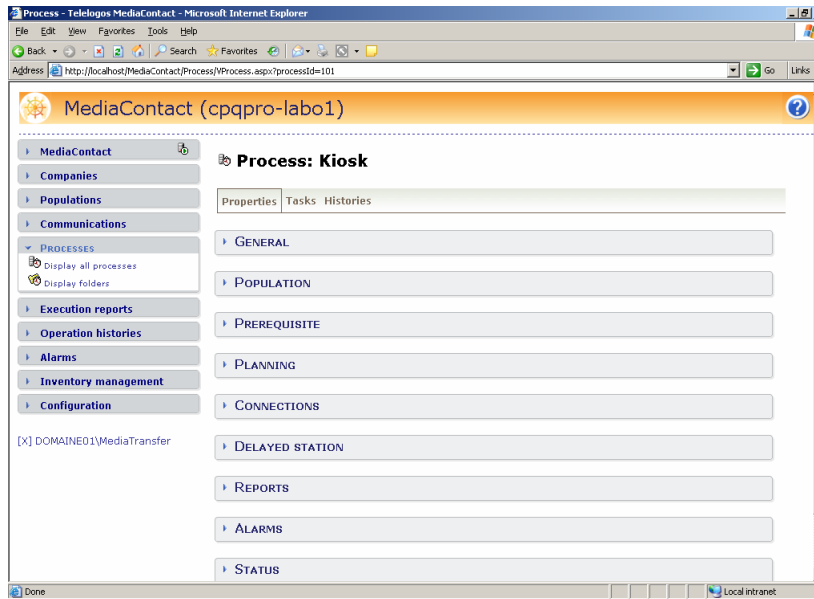 Process - Telelogos MediaContact - Microsoft Internet Explorer
File Edit View Favorites Tools Help
Back Search Favorites
Address http://localhost/MediaContact/Process/VProcess.aspx?processId=101 Go Links
MediaContact (cpqpro-labo1)
MediaContact
Companies
Populations
Communications
Processes
Display all processes
Display folders
Execution reports
Operation histories
Alarms
Inventory management
Configuration
[X] DOMAINE01\MediaTransfer
Process: Kiosk
Properties Tasks Histories
General
Population
Prerequisite
Planning
Connections
Delayed station
Reports
Alarms
Status
Done Local intranet